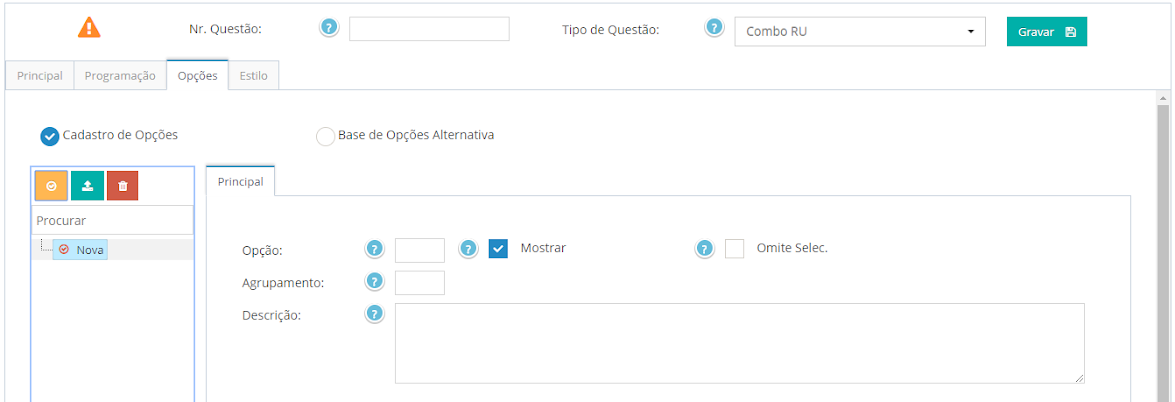 Nr. Questão: ? Tipo de Questão: ? Combo RU Gravar
Principal Programação Opções Estilo
Cadastro de Opções Base de Opções Alternativa
Principal
Procurar
Nova
Opção: ? ? Mostrar ? Omite Selec.
Agrupamento: ?
Descrição: ?